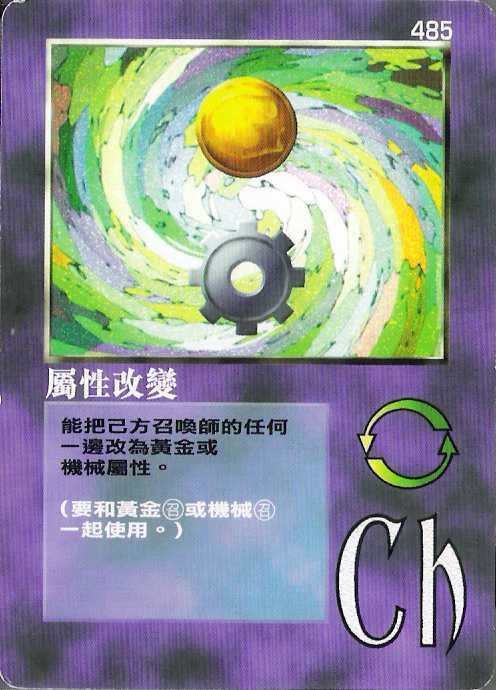 485
屬性改變
能把己方召喚師的任何
一邊改為黃金或
機械屬性。
(要和黃金㊁或機械㊁
一起使用。)
Ch